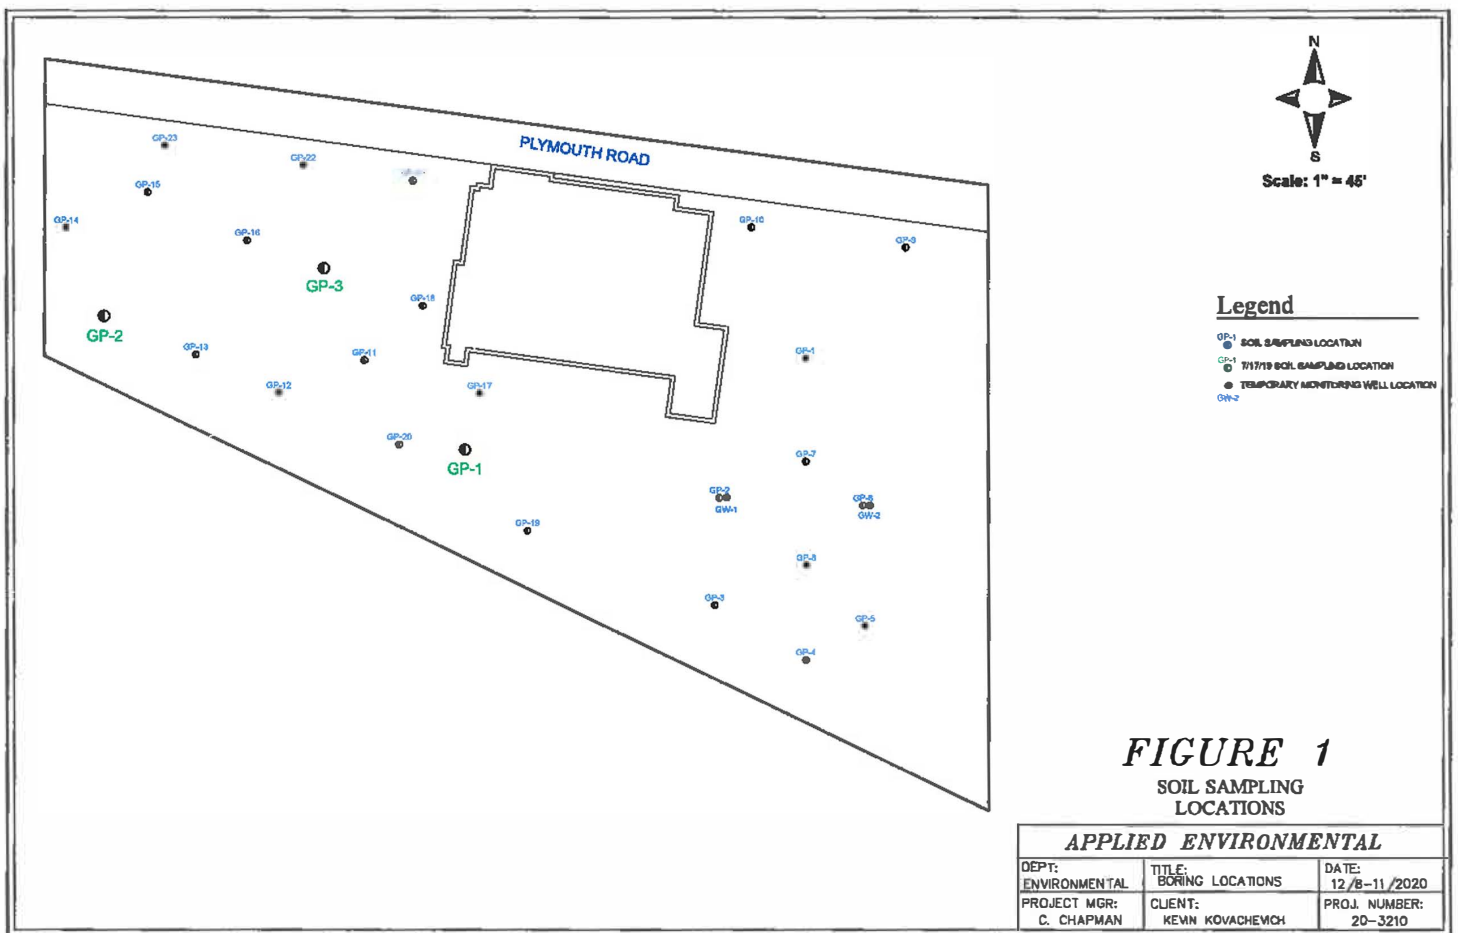 N
S
Scale: 1" = 45'
PLYMOUTH ROAD
GP-23
GP-22
GP-15
GP-14
GP-16
GP-10
GP-9
GP-3
GP-18
GP-2
GP-13
GP-11
GP-1
GP-12
GP-17
GP-20
GP-1
GP-7
GP-2
GW-1
GW-2
GP-19
GP-3
GP-5
GP-4
Legend
GP-1 SOIL SAMPLING LOCATION
GP-1 7/17/19 SOIL SAMPLING LOCATION
TEMPORARY MONITORING WELL LOCATION
GW-2
FIGURE 1
SOIL SAMPLING
LOCATIONS
APPLIED ENVIRONMENTAL
DEPT:
ENVIRONMENTAL
TITLE:
BORING LOCATIONS
DATE:
12/8-11/2020
PROJECT MGR:
C. CHAPMAN
CLIENT:
KEVIN KOVACHEVICH
PROJ. NUMBER:
20-3210